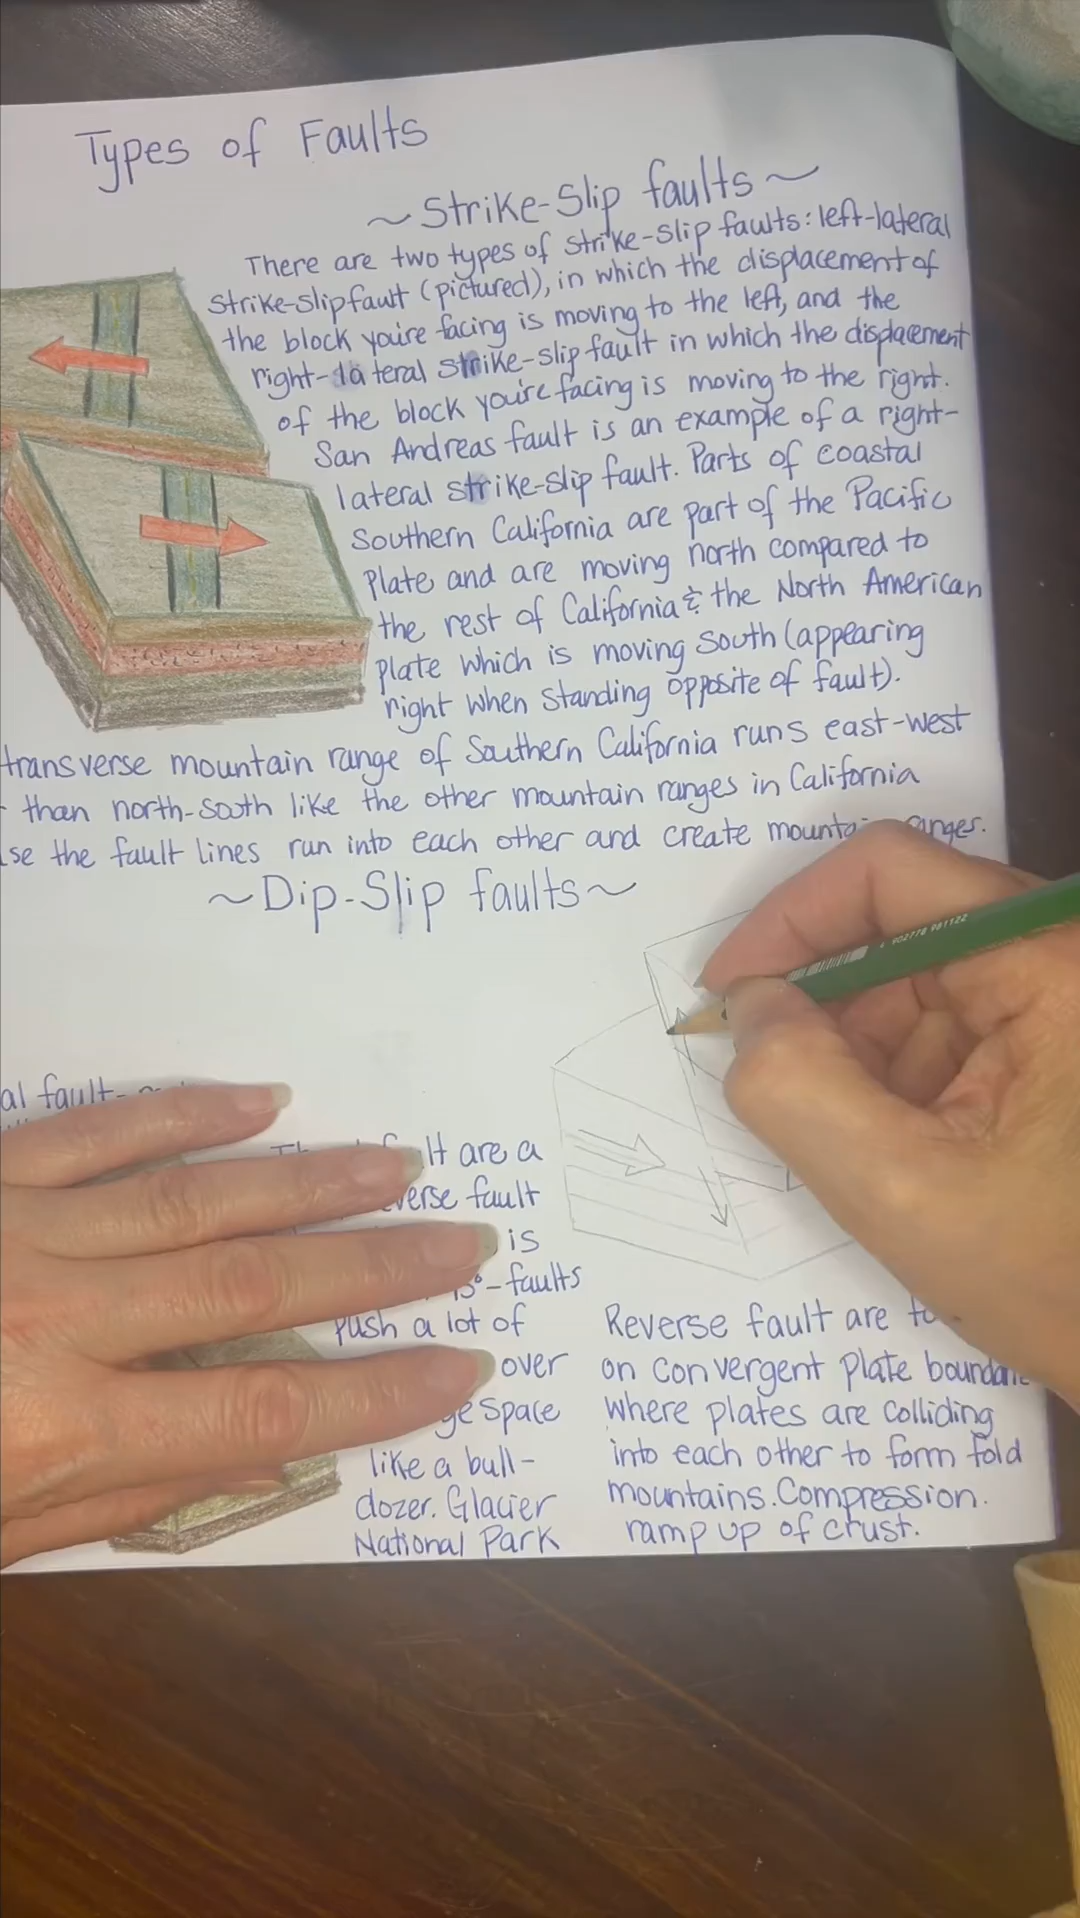 Types of Faults
~Strike-Slip faults~
There are two types of strike-slip faults: left-lateral
strike-slip fault (pictured), in which the displacement of
the block you're facing is moving to the left, and the
right-lateral strike-slip fault in which the displacement
of the block you're facing is moving to the right.
San Andreas fault is an example of a right-
lateral strike-slip fault. Parts of coastal
Southern California are part of the Pacific
plate and are moving north compared to
the rest of California & the North American
plate which is moving south (appearing
right when standing opposite of fault).
transverse mountain range of Southern California runs east-west
than north-south like the other mountain ranges in California
the fault lines run into each other and create ranges.
~Dip-Slip faults~
al fault-
are a
fault
is
-faults
push a lot of
over
space
like a bull-
dozer. Glacier
National Park
Reverse fault are
on convergent plate
where plates are colliding
into each other to form fold
mountains. Compression.
ramp up of crust.
4 902778 961122